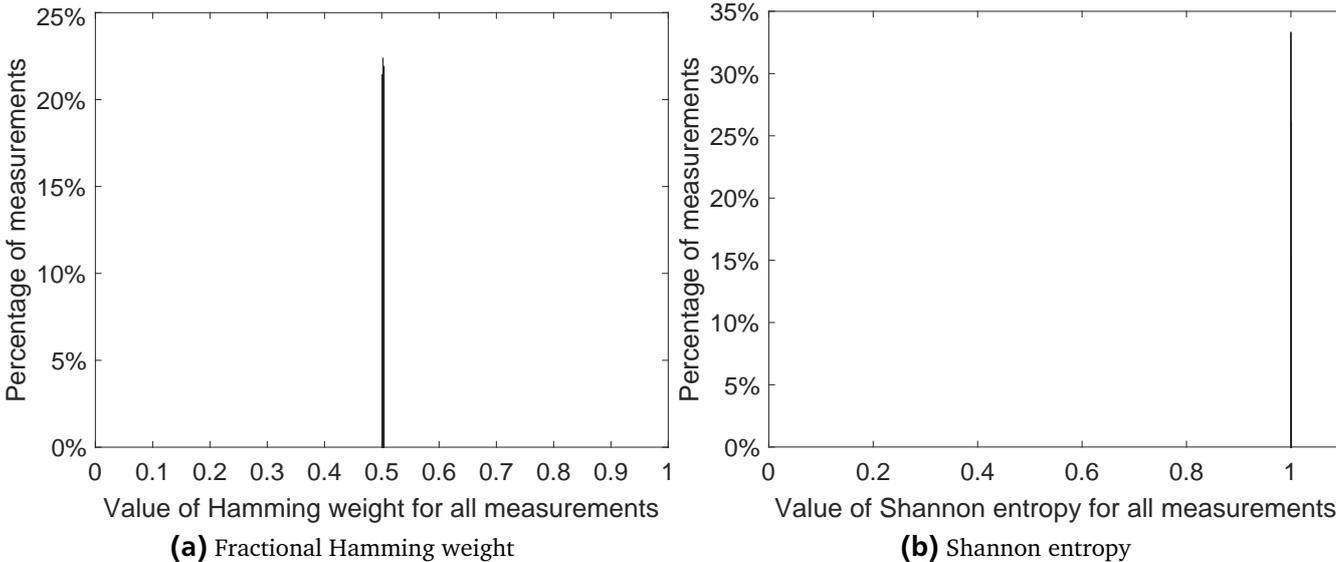 25%
20%
15%
10%
5%
0%
0 0.1 0.2 0.3 0.4 0.5 0.6 0.7 0.8 0.9 1
Percentage of measurements
Value of Hamming weight for all measurements
(a) Fractional Hamming weight
35%
30%
25%
20%
15%
10%
5%
0%
0 0.2 0.4 0.6 0.8 1
Percentage of measurements
Value of Shannon entropy for all measurements
(b) Shannon entropy